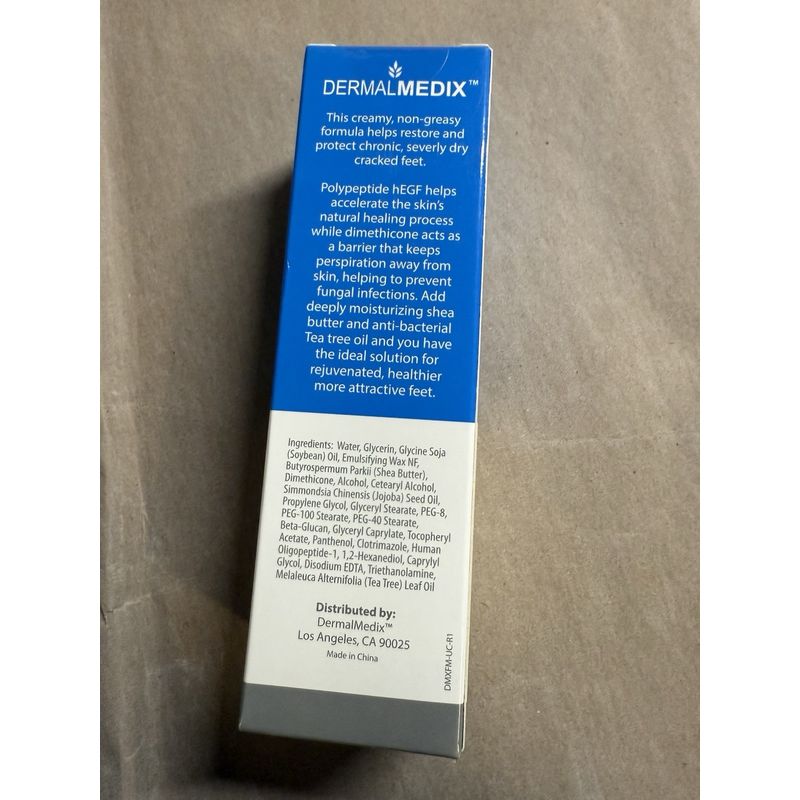 DERMALMEDIX™
This creamy, non-greasy
formula helps restore and
protect chronic, severly dry
cracked feet.
Polypeptide hEGF helps
accelerate the skin's
natural healing process
while dimethicone acts as
a barrier that keeps
perspiration away from
skin, helping to prevent
fungal infections. Add
deeply moisturizing shea
butter and anti-bacterial
Tea tree oil and you have
the ideal solution for
rejuvenated, healthier
more attractive feet.
Ingredients: Water, Glycerin, Glycine Soja
(Soybean) Oil, Emulsifying Wax NF,
Butyrospermum Parkii (Shea Butter),
Dimethicone, Alcohol, Cetearyl Alcohol,
Simmondsia Chinensis (Jojoba) Seed Oil,
Propylene Glycol, Glyceryl Stearate, PEG-8,
PEG-100 Stearate, PEG-40 Stearate,
Beta-Glucan, Glyceryl Caprylate, Tocopheryl
Acetate, Panthenol, Clotrimazole, Human
Oligopeptide-1, 1,2-Hexanediol, Caprylyl
Glycol, Disodium EDTA, Triethanolamine,
Melaleuca Alternifolia (Tea Tree) Leaf Oil
Distributed by:
DermalMedix™
Los Angeles, CA 90025
Made in China
DMXFM-UC-R1